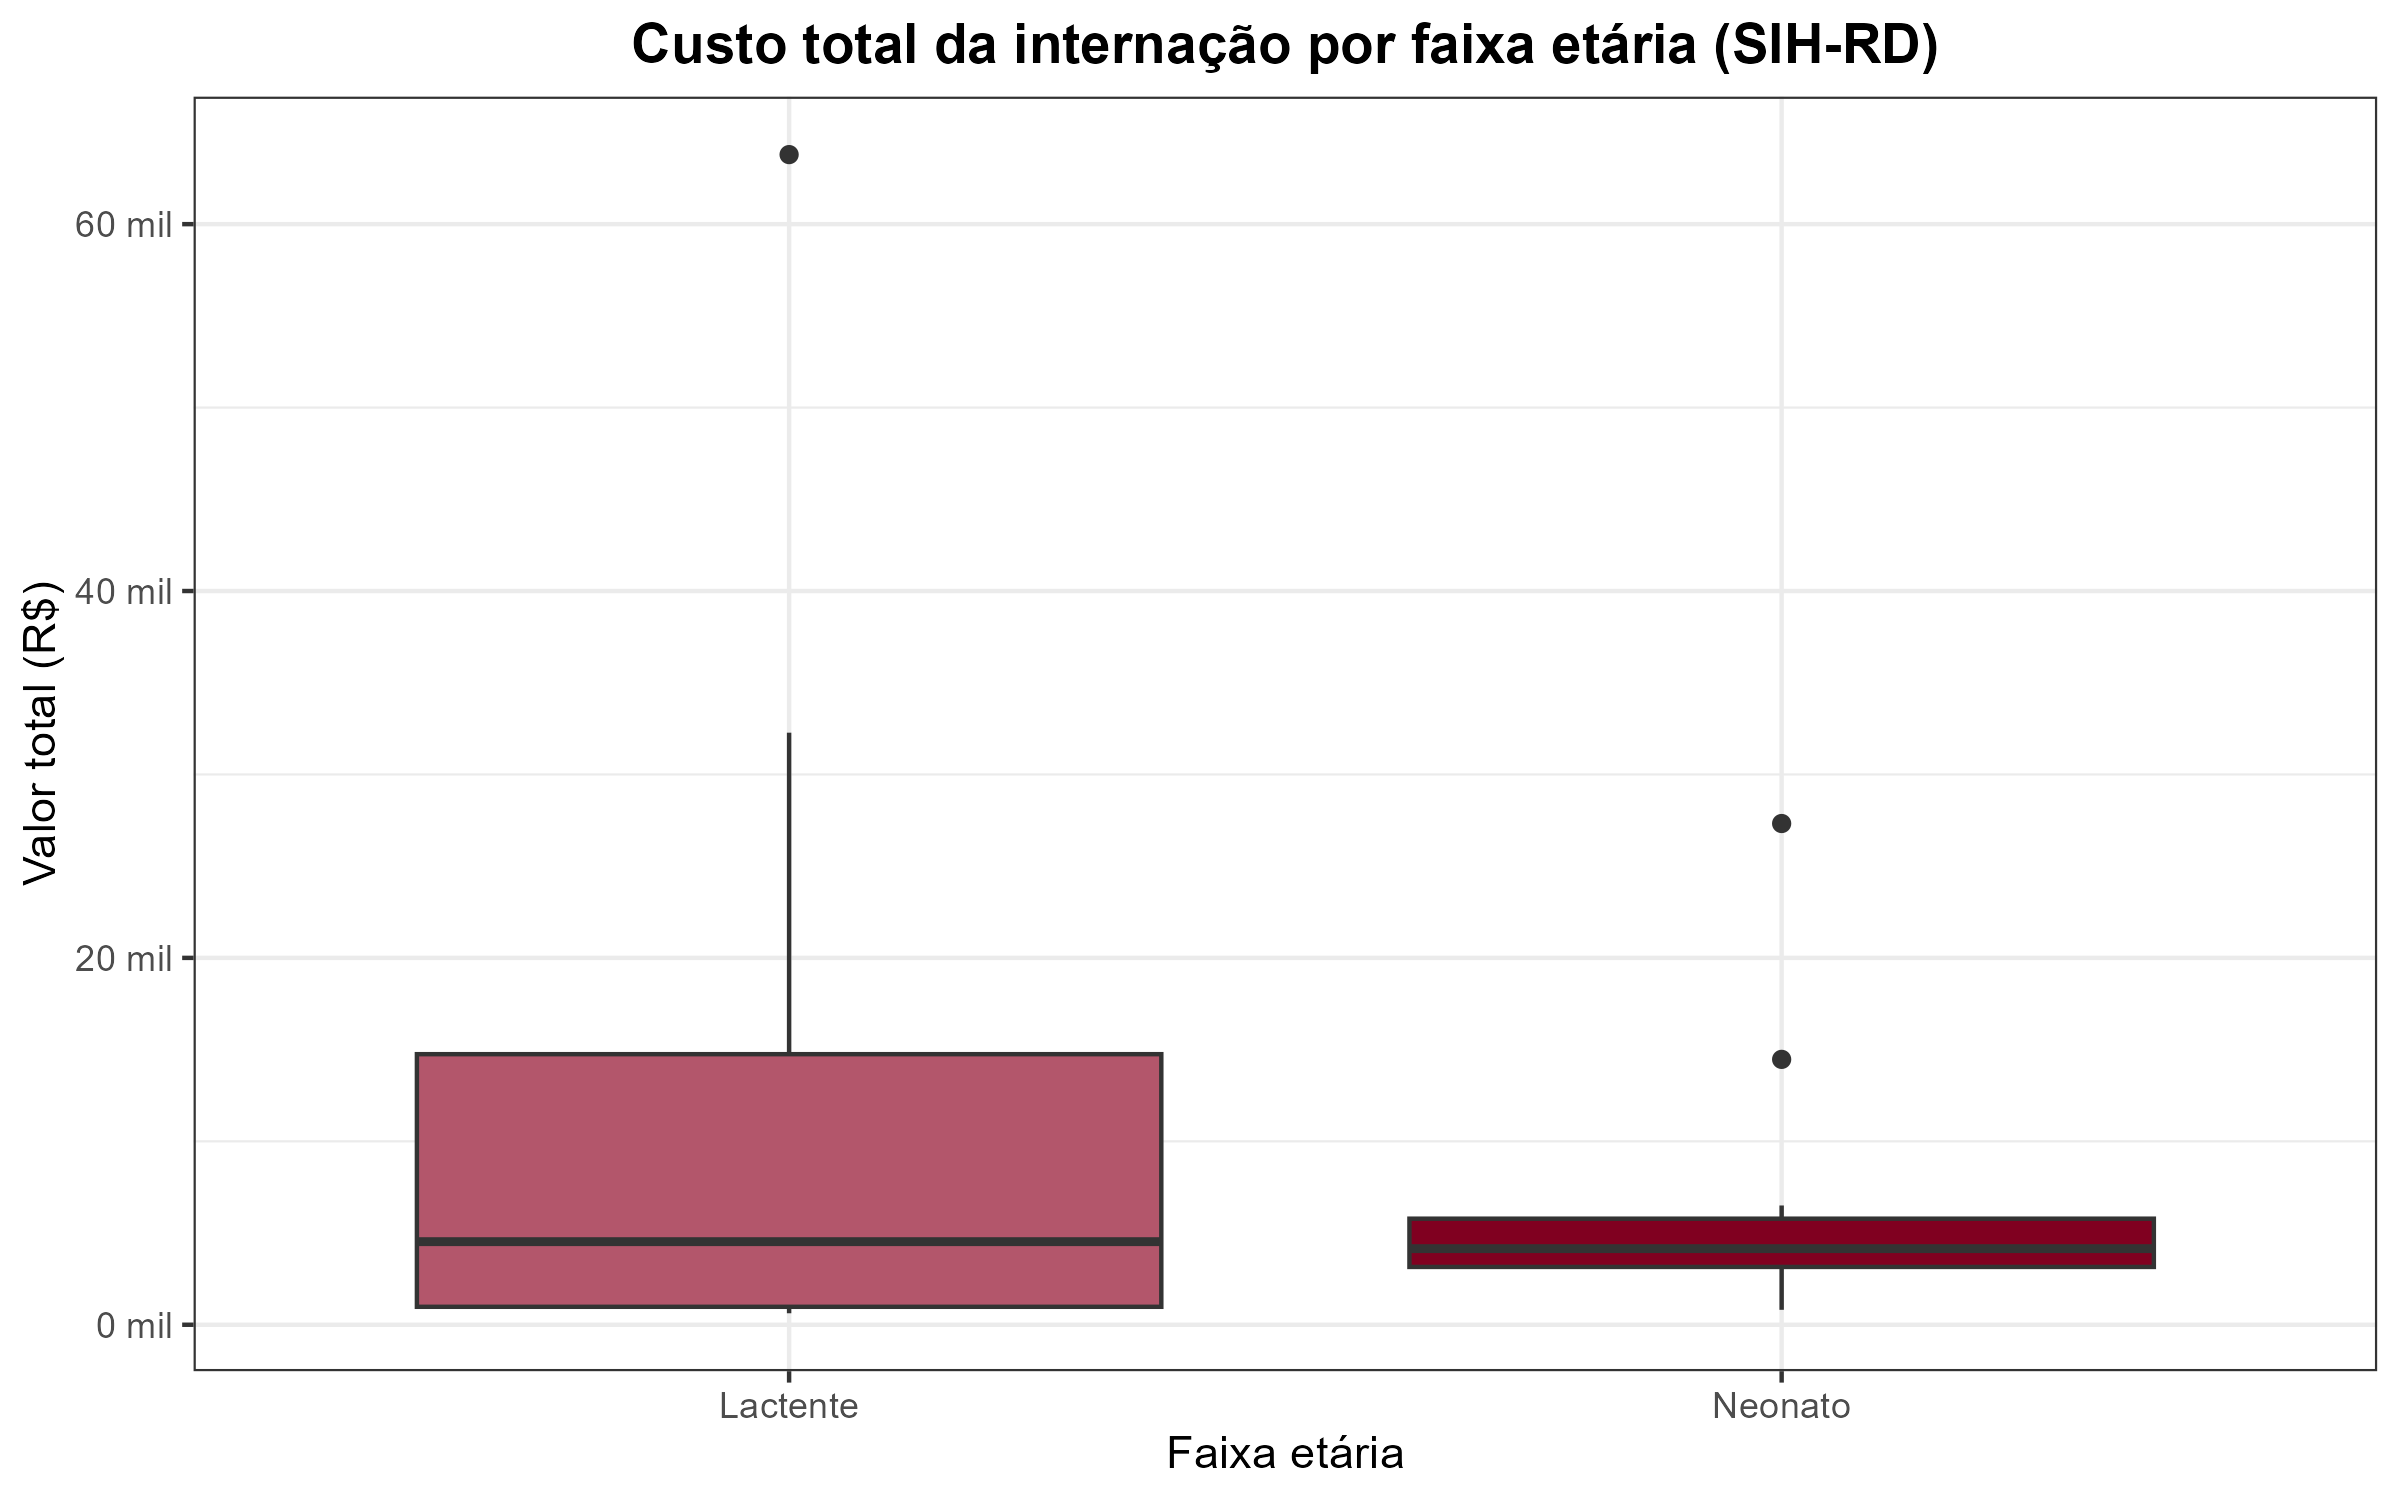 Custo total da internação por faixa etária (SIH-RD)
Valor total (R$)
60 mil
40 mil
20 mil
0 mil
Lactente
Neonato
Faixa etária